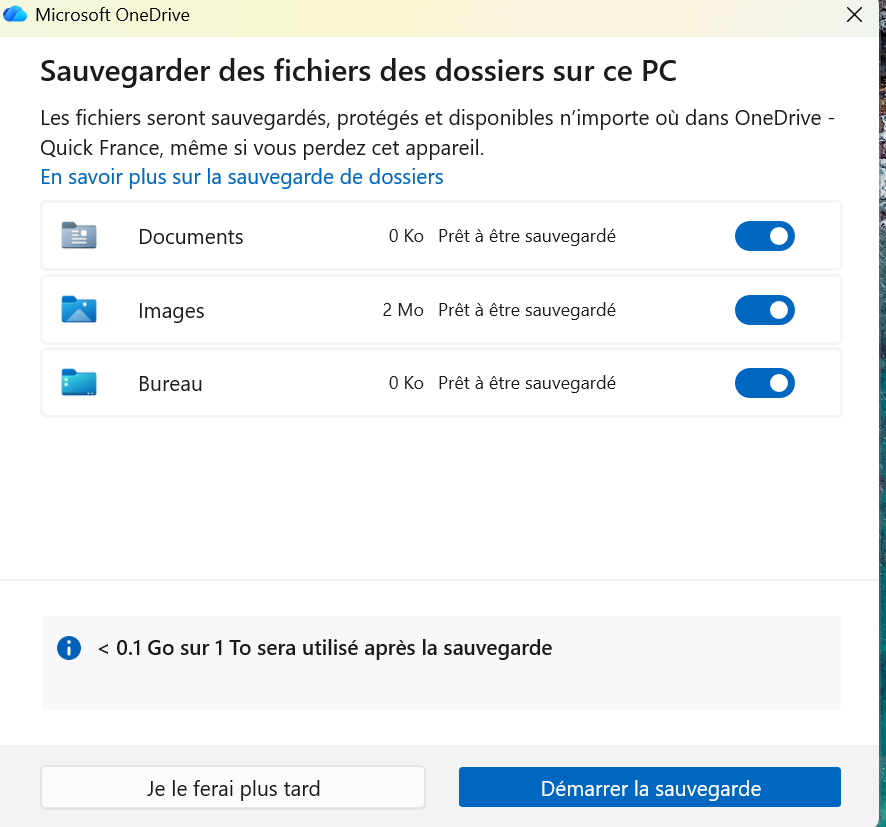 Microsoft OneDrive
Sauvegarder des fichiers des dossiers sur ce PC
Les fichiers seront sauvegardés, protégés et disponibles n’importe où dans OneDrive -
Quick France, même si vous perdez cet appareil.
En savoir plus sur la sauvegarde de dossiers
Documents 0 Ko Prêt à être sauvegardé
Images 2 Mo Prêt à être sauvegardé
Bureau 0 Ko Prêt à être sauvegardé
< 0.1 Go sur 1 To sera utilisé après la sauvegarde
Je le ferai plus tard Démarrer la sauvegarde